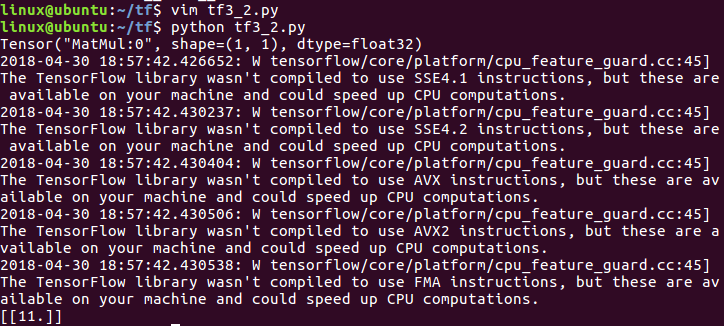 linux@ubuntu:~/tf$ vim tf3_2.py
linux@ubuntu:~/tf$ python tf3_2.py
Tensor("MatMul:0", shape=(1, 1), dtype=float32)
2018-04-30 18:57:42.426652: W tensorflow/core/platform/cpu_feature_guard.cc:45]
The TensorFlow library wasn't compiled to use SSE4.1 instructions, but these are
 available on your machine and could speed up CPU computations.
2018-04-30 18:57:42.430237: W tensorflow/core/platform/cpu_feature_guard.cc:45]
The TensorFlow library wasn't compiled to use SSE4.2 instructions, but these are
 available on your machine and could speed up CPU computations.
2018-04-30 18:57:42.430404: W tensorflow/core/platform/cpu_feature_guard.cc:45]
The TensorFlow library wasn't compiled to use AVX instructions, but these are av
ailable on your machine and could speed up CPU computations.
2018-04-30 18:57:42.430506: W tensorflow/core/platform/cpu_feature_guard.cc:45]
The TensorFlow library wasn't compiled to use AVX2 instructions, but these are a
vailable on your machine and could speed up CPU computations.
2018-04-30 18:57:42.430538: W tensorflow/core/platform/cpu_feature_guard.cc:45]
The TensorFlow library wasn't compiled to use FMA instructions, but these are av
ailable on your machine and could speed up CPU computations.
[[11.]]